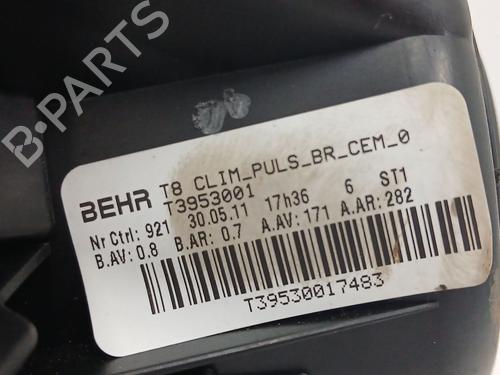 B-PARTS
BEHR T8 CLIM_PULS_BR_CEM_0
T3953001
Nr Ctrl: 921 30.05.11 17h36 6 ST1
B.AV: 0.8 B.AR: 0.7 A.AV: 171 A.AR: 282
T39530017483